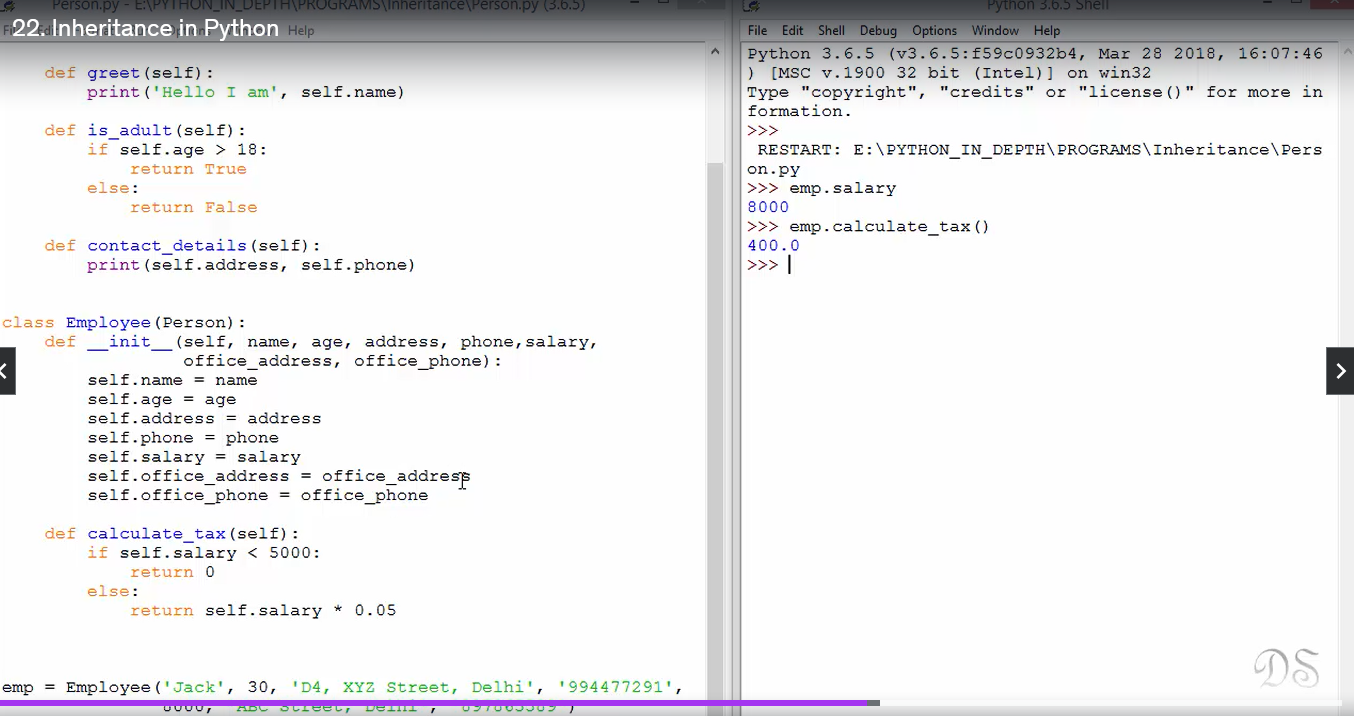 Person.py - E:\PYTHON_IN_DEPTH\PROGRAMS\Inheritance\Person.py (3.6.5)
22. Inheritance in Python
Help
def greet(self):
print('Hello I am', self.name)
def is_adult(self):
if self.age > 18:
return True
else:
return False
def contact_details(self):
print(self.address, self.phone)
class Employee(Person):
def __init__(self, name, age, address, phone,salary,
office_address, office_phone):
self.name = name
self.age = age
self.address = address
self.phone = phone
self.salary = salary
self.office_address = office_address
self.office_phone = office_phone
def calculate_tax(self):
if self.salary < 5000:
return 0
else:
return self.salary * 0.05
emp = Employee('Jack', 30, 'D4, XYZ Street, Delhi', '994477291',
8000, 'ABC Street, Delhi',
Python 3.6.5 Shell
File Edit Shell Debug Options Window Help
Python 3.6.5 (v3.6.5:f59c0932b4, Mar 28 2018, 16:07:46
) [MSC v.1900 32 bit (Intel)] on win32
Type "copyright", "credits" or "license()" for more in
formation.
>>>
RESTART: E:\PYTHON_IN_DEPTH\PROGRAMS\Inheritance\Pers
on.py
>>> emp.salary
8000
>>> emp.calculate_tax()
400.0
>>>
DS